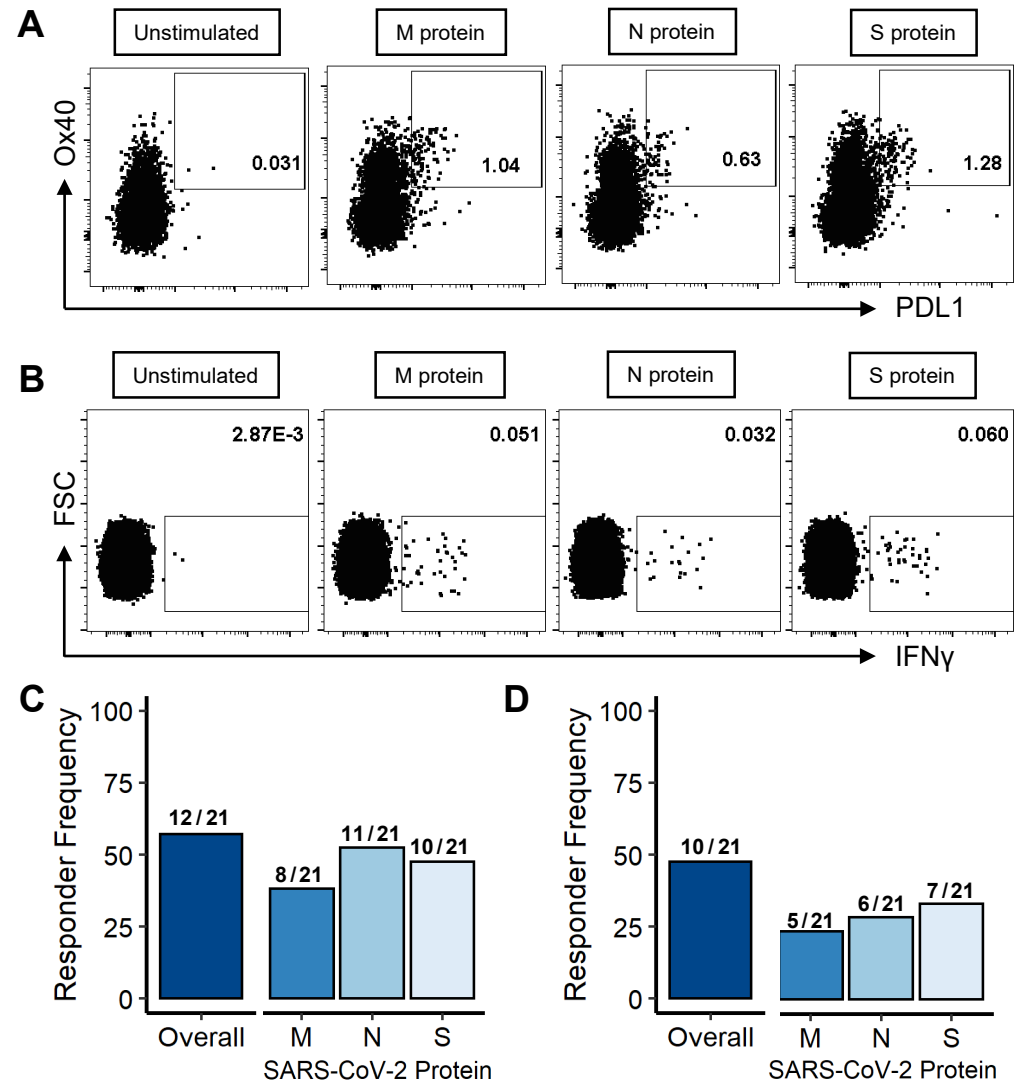 A
Unstimulated M protein N protein S protein
Ox40
0.031 1.04 0.63 1.28
PDL1
B
Unstimulated M protein N protein S protein
FSC
2.87E-3 0.051 0.032 0.060
IFNγ
C
Responder Frequency
100
75
50
25
0
12 / 21
8 / 21
11 / 21
10 / 21
Overall M N S
SARS-CoV-2 Protein
D
Responder Frequency
100
75
50
25
0
10 / 21
5 / 21
6 / 21
7 / 21
Overall M N S
SARS-CoV-2 Protein